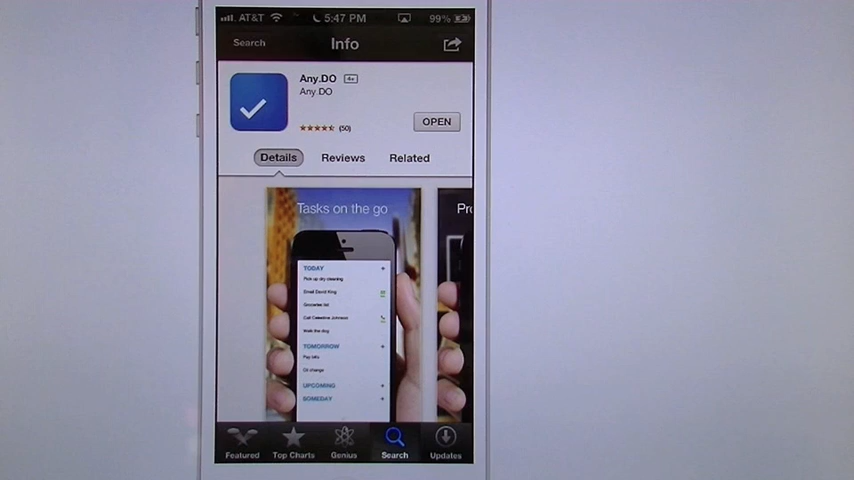 AT&T 5:47 PM 99%
Search Info
Any.DO 4+
Any.DO
(50)
OPEN
Details Reviews Related
Tasks on the go
Pr
TODAY
Pick up dry cleaning
Email David King
Groceries list
Call Celestine Johnson
Walk the dog
TOMORROW
Pay info
Oil change
UPCOMING
SOMEDAY
Featured Top Charts Genius Search Updates